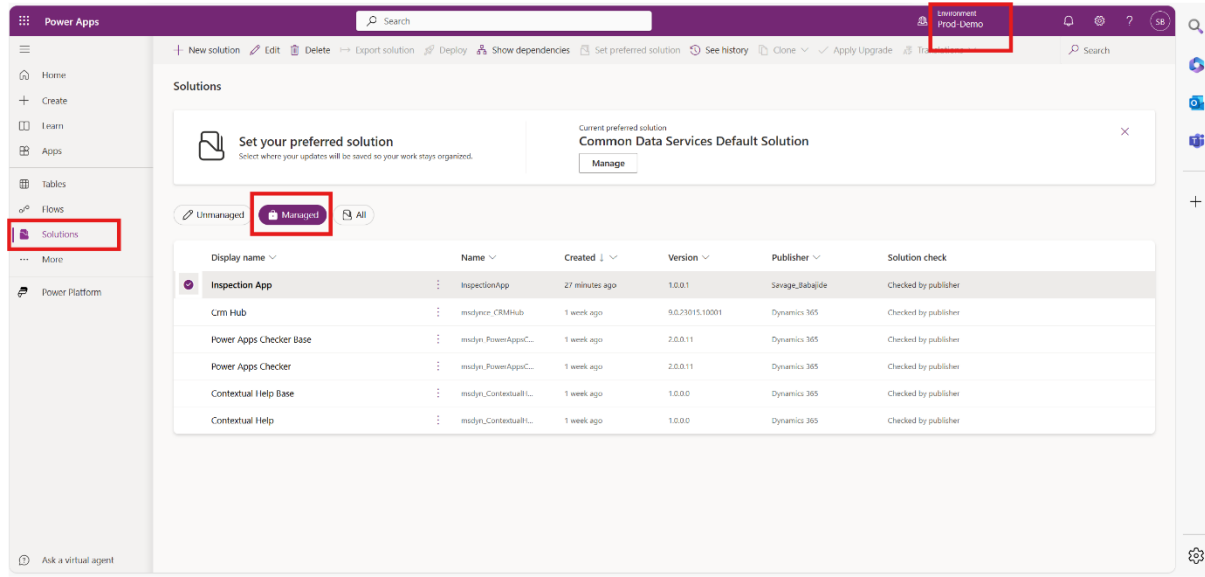 Power Apps
Search
Environment
Prod-Demo
SB
New solution Edit Delete Export solution Deploy Show dependencies Set preferred solution See history Clone Apply Upgrade Translations
Search
Home
Create
Learn
Apps
Tables
Flows
Solutions
More
Power Platform
Ask a virtual agent
Solutions
Set your preferred solution
Select where your updates will be saved so your work stays organized.
Current preferred solution
Common Data Services Default Solution
Manage
Unmanaged Managed All
Display name Name Created ↓ Version Publisher Solution check
Inspection App InspectionApp 27 minutes ago 1.0.0.1 Savage_Babajide Checked by publisher
Crm Hub msdynce_CRMHub 1 week ago 9.0.23015.10001 Dynamics 365 Checked by publisher
Power Apps Checker Base msdyn_PowerAppsC... 1 week ago 2.0.0.11 Dynamics 365 Checked by publisher
Power Apps Checker msdyn_PowerAppsC... 1 week ago 2.0.0.11 Dynamics 365 Checked by publisher
Contextual Help Base msdyn_ContextualH... 1 week ago 1.0.0.0 Dynamics 365 Checked by publisher
Contextual Help msdyn_ContextualH... 1 week ago 1.0.0.0 Dynamics 365 Checked by publisher